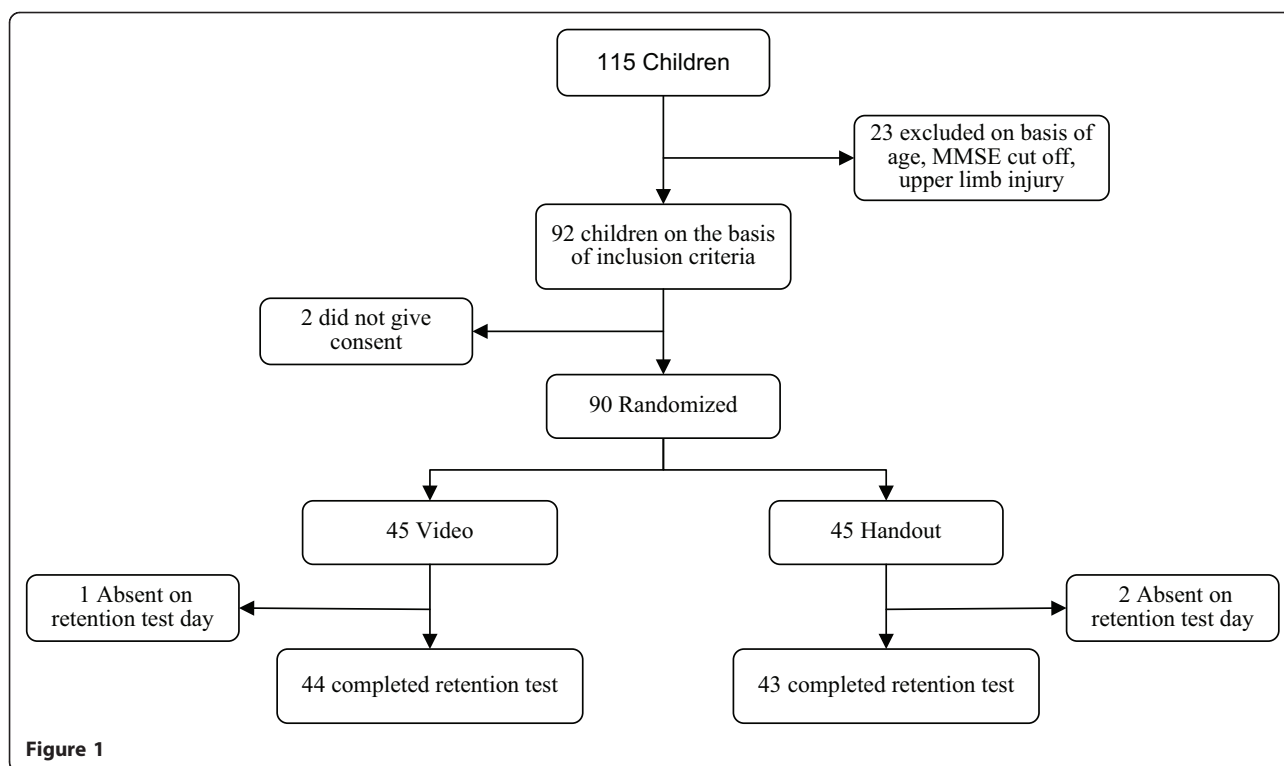 115 Children
23 excluded on basis of
age, MMSE cut off,
upper limb injury
92 children on the basis
of inclusion criteria
2 did not give
consent
90 Randomized
45 Video
45 Handout
1 Absent on
retention test day
2 Absent on
retention test day
44 completed retention test
43 completed retention test
Figure 1